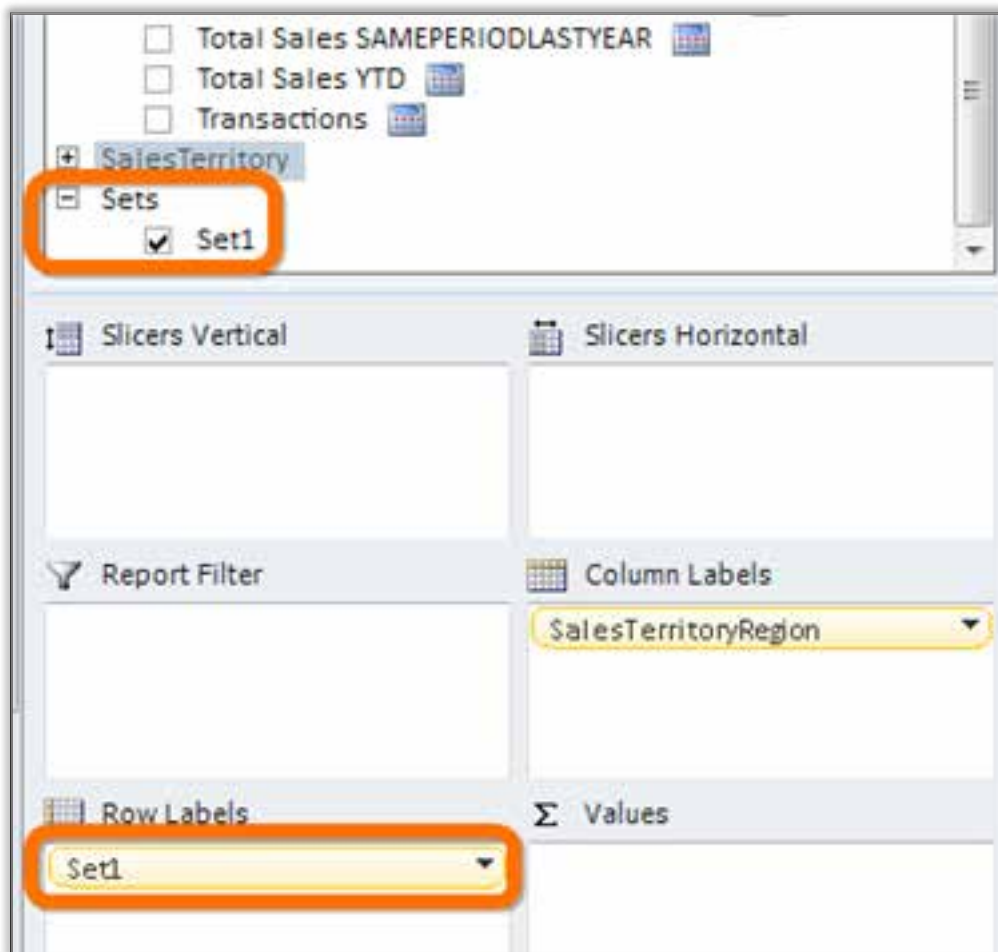 Total Sales SAMEPERIODLASTYEAR
Total Sales YTD
Transactions
SalesTerritory
Sets
Set1
Slicers Vertical
Slicers Horizontal
Report Filter
Column Labels
SalesTerritoryRegion
Row Labels
Σ Values
Set1